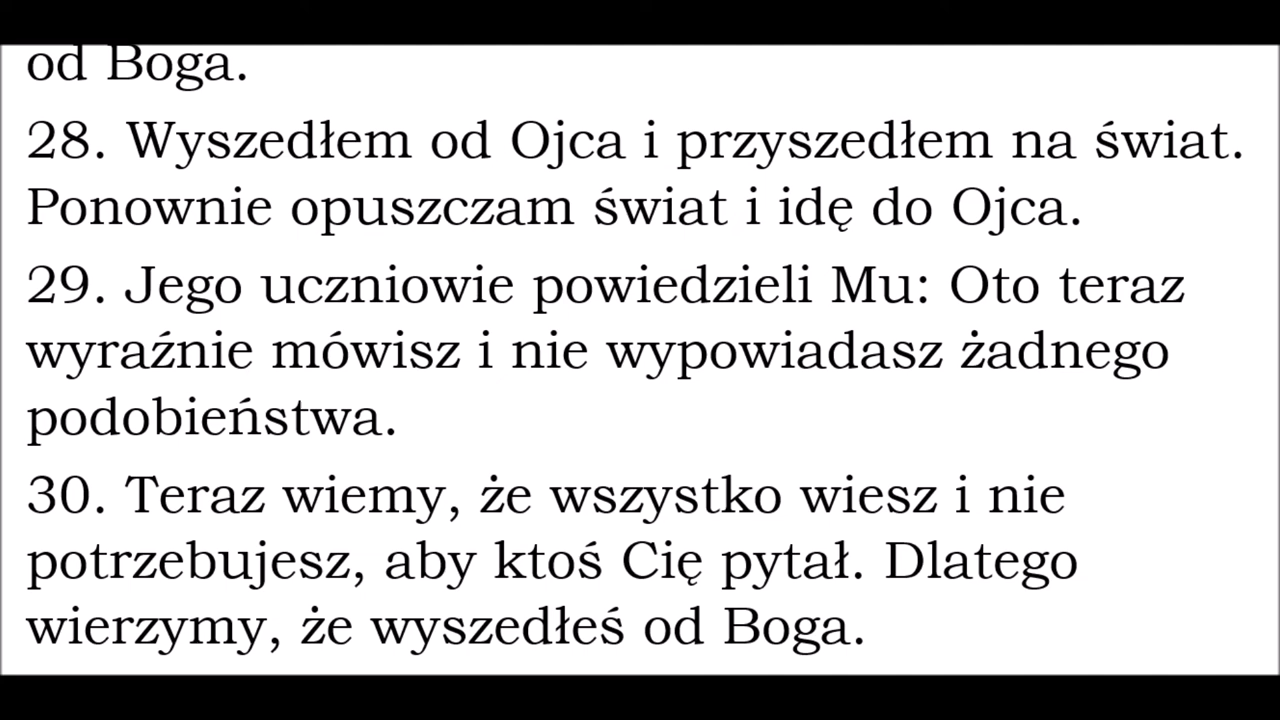 od Boga.
28. Wyszedłem od Ojca i przyszedłem na świat.
Ponownie opuszczam świat i idę do Ojca.
29. Jego uczniowie powiedzieli Mu: Oto teraz
wyraźnie mówisz i nie wypowiadasz żadnego
podobieństwa.
30. Teraz wiemy, że wszystko wiesz i nie
potrzebujesz, aby ktoś Cię pytał. Dlatego
wierzymy, że wyszedłeś od Boga.